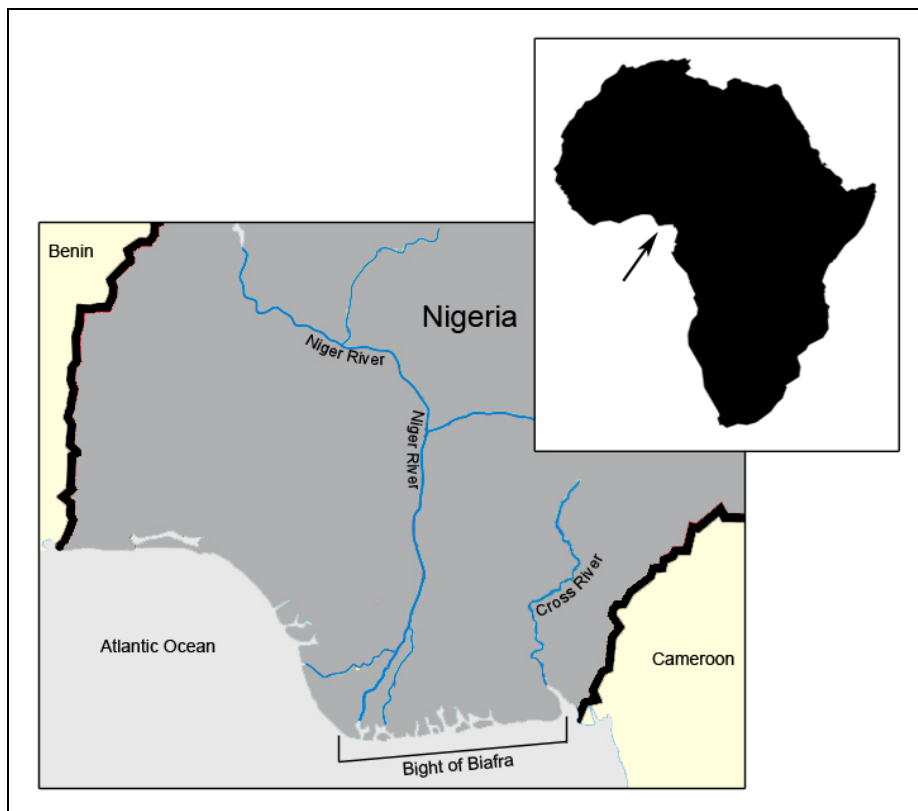 Benin
Nigeria
Niger River
Niger River
Cross River
Atlantic Ocean
Cameroon
Bight of Biafra